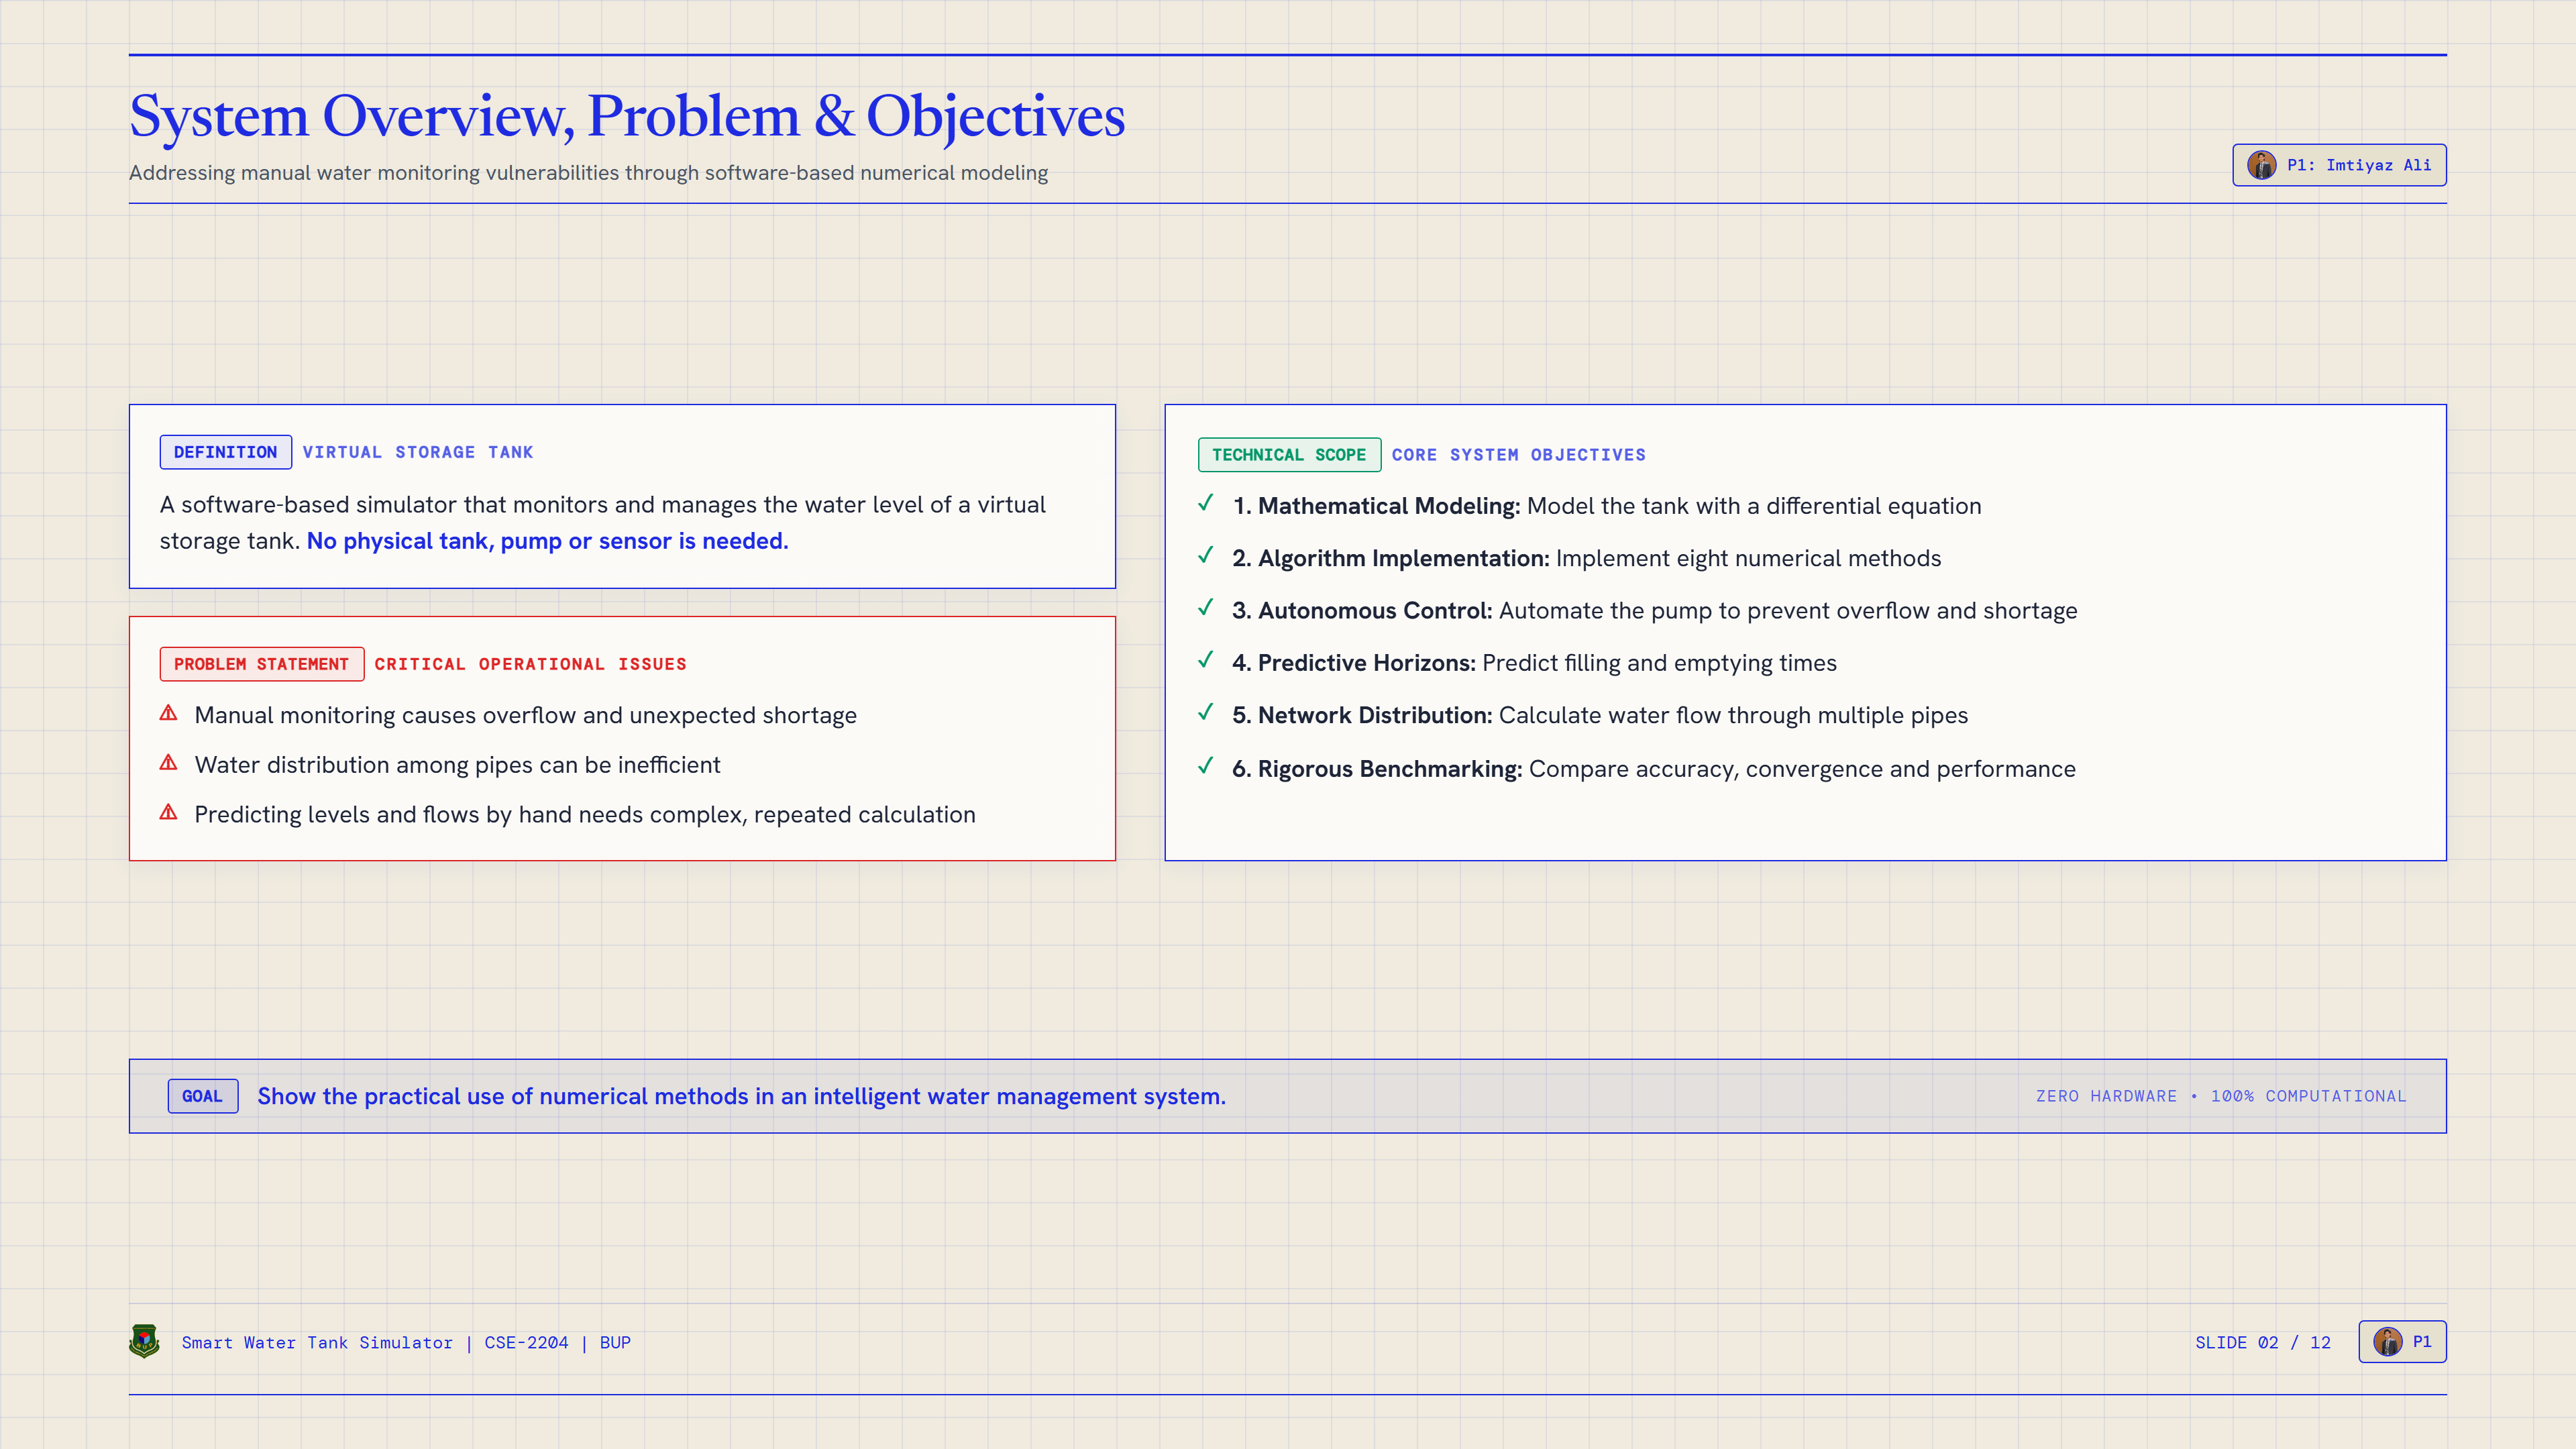 System Overview, Problem & Objectives
Addressing manual water monitoring vulnerabilities through software-based numerical modeling
P1: Imtiyaz Ali
DEFINITION VIRTUAL STORAGE TANK
A software-based simulator that monitors and manages the water level of a virtual
storage tank. No physical tank, pump or sensor is needed.
PROBLEM STATEMENT CRITICAL OPERATIONAL ISSUES
Manual monitoring causes overflow and unexpected shortage
Water distribution among pipes can be inefficient
Predicting levels and flows by hand needs complex, repeated calculation
TECHNICAL SCOPE CORE SYSTEM OBJECTIVES
✓ 1. Mathematical Modeling: Model the tank with a differential equation
✓ 2. Algorithm Implementation: Implement eight numerical methods
✓ 3. Autonomous Control: Automate the pump to prevent overflow and shortage
✓ 4. Predictive Horizons: Predict filling and emptying times
✓ 5. Network Distribution: Calculate water flow through multiple pipes
✓ 6. Rigorous Benchmarking: Compare accuracy, convergence and performance
GOAL Show the practical use of numerical methods in an intelligent water management system.
ZERO HARDWARE • 100% COMPUTATIONAL
BUP
Smart Water Tank Simulator | CSE-2204 | BUP
SLIDE 02 / 12
P1